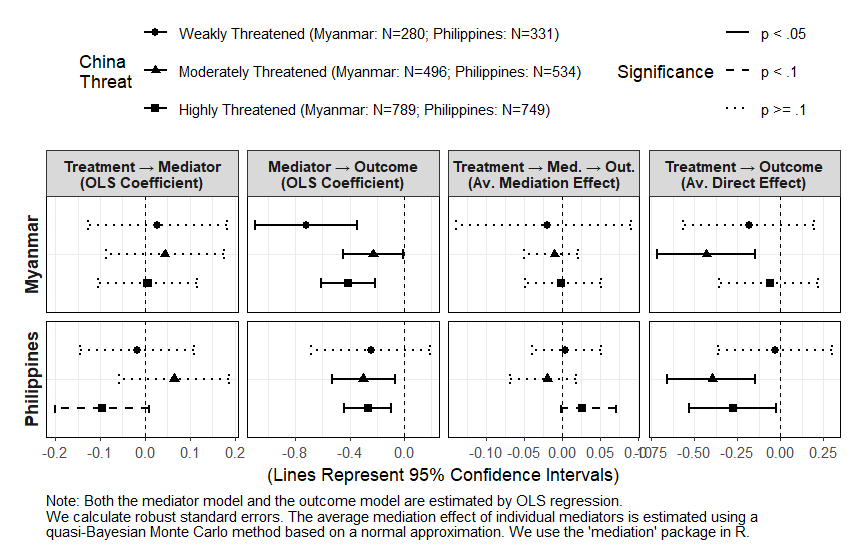 Weakly Threatened (Myanmar: N=280; Philippines: N=331)
China
Threat
Moderately Threatened (Myanmar: N=496; Philippines: N=534)
Highly Threatened (Myanmar: N=789; Philippines: N=749)
Significance
p < .05
p < .1
p >= .1
Treatment → Mediator
(OLS Coefficient)
Mediator → Outcome
(OLS Coefficient)
Treatment → Med. → Out.
(Av. Mediation Effect)
Treatment → Outcome
(Av. Direct Effect)
Myanmar
Philippines
-0.2 -0.1 0.0 0.1 0.2
-0.8 -0.4 0.0
-0.10 -0.05 0.00 0.05
-0.50 -0.25 0.00 0.25
(Lines Represent 95% Confidence Intervals)
Note: Both the mediator model and the outcome model are estimated by OLS regression.
We calculate robust standard errors. The average mediation effect of individual mediators is estimated using a
quasi-Bayesian Monte Carlo method based on a normal approximation. We use the 'mediation' package in R.